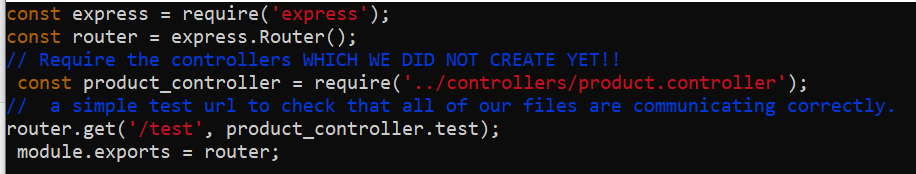 const express = require('express');
const router = express.Router();
// Require the controllers WHICH WE DID NOT CREATE YET!!
const product_controller = require('../controllers/product.controller');
//  a simple test url to check that all of our files are communicating correctly.
router.get('/test', product_controller.test);
module.exports = router;